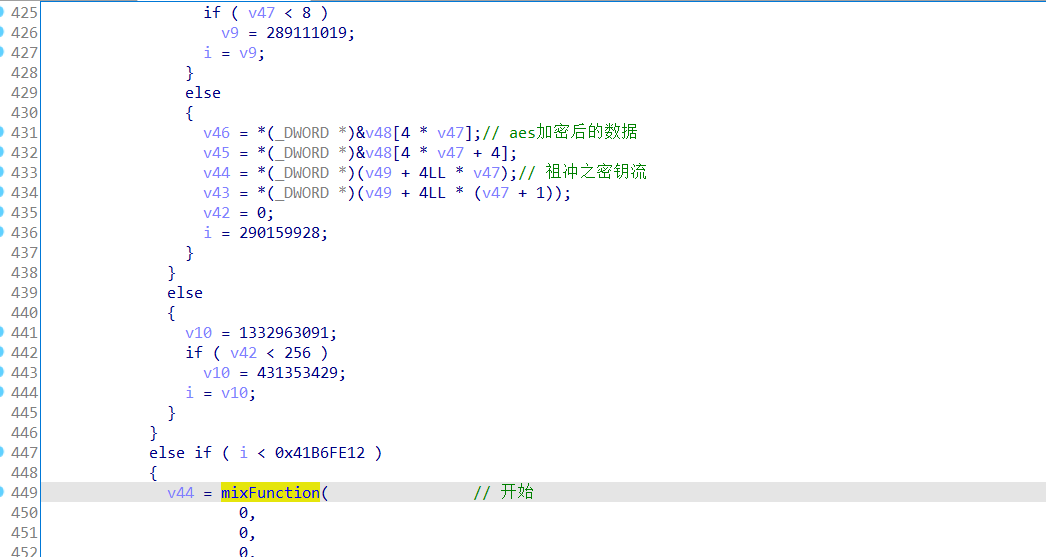 425 if ( v47 < 8 )
426 v9 = 289111019;
427 i = v9;
428 }
429 else
430 {
431 v46 = *(_DWORD *)&v48[4 * v47];// aes加密后的数据
432 v45 = *(_DWORD *)&v48[4 * v47 + 4];
433 v44 = *(_DWORD *)(v49 + 4LL * v47);// 祖冲之密钥流
434 v43 = *(_DWORD *)(v49 + 4LL * (v47 + 1));
435 v42 = 0;
436 i = 290159928;
437 }
438 }
439 else
440 {
441 v10 = 1332963091;
442 if ( v42 < 256 )
443 v10 = 431353429;
444 i = v10;
445 }
446 }
447 else if ( i < 0x41B6FE12 )
448 {
449 v44 = mixFunction( // 开始
450 0,
451 0,
452 0,